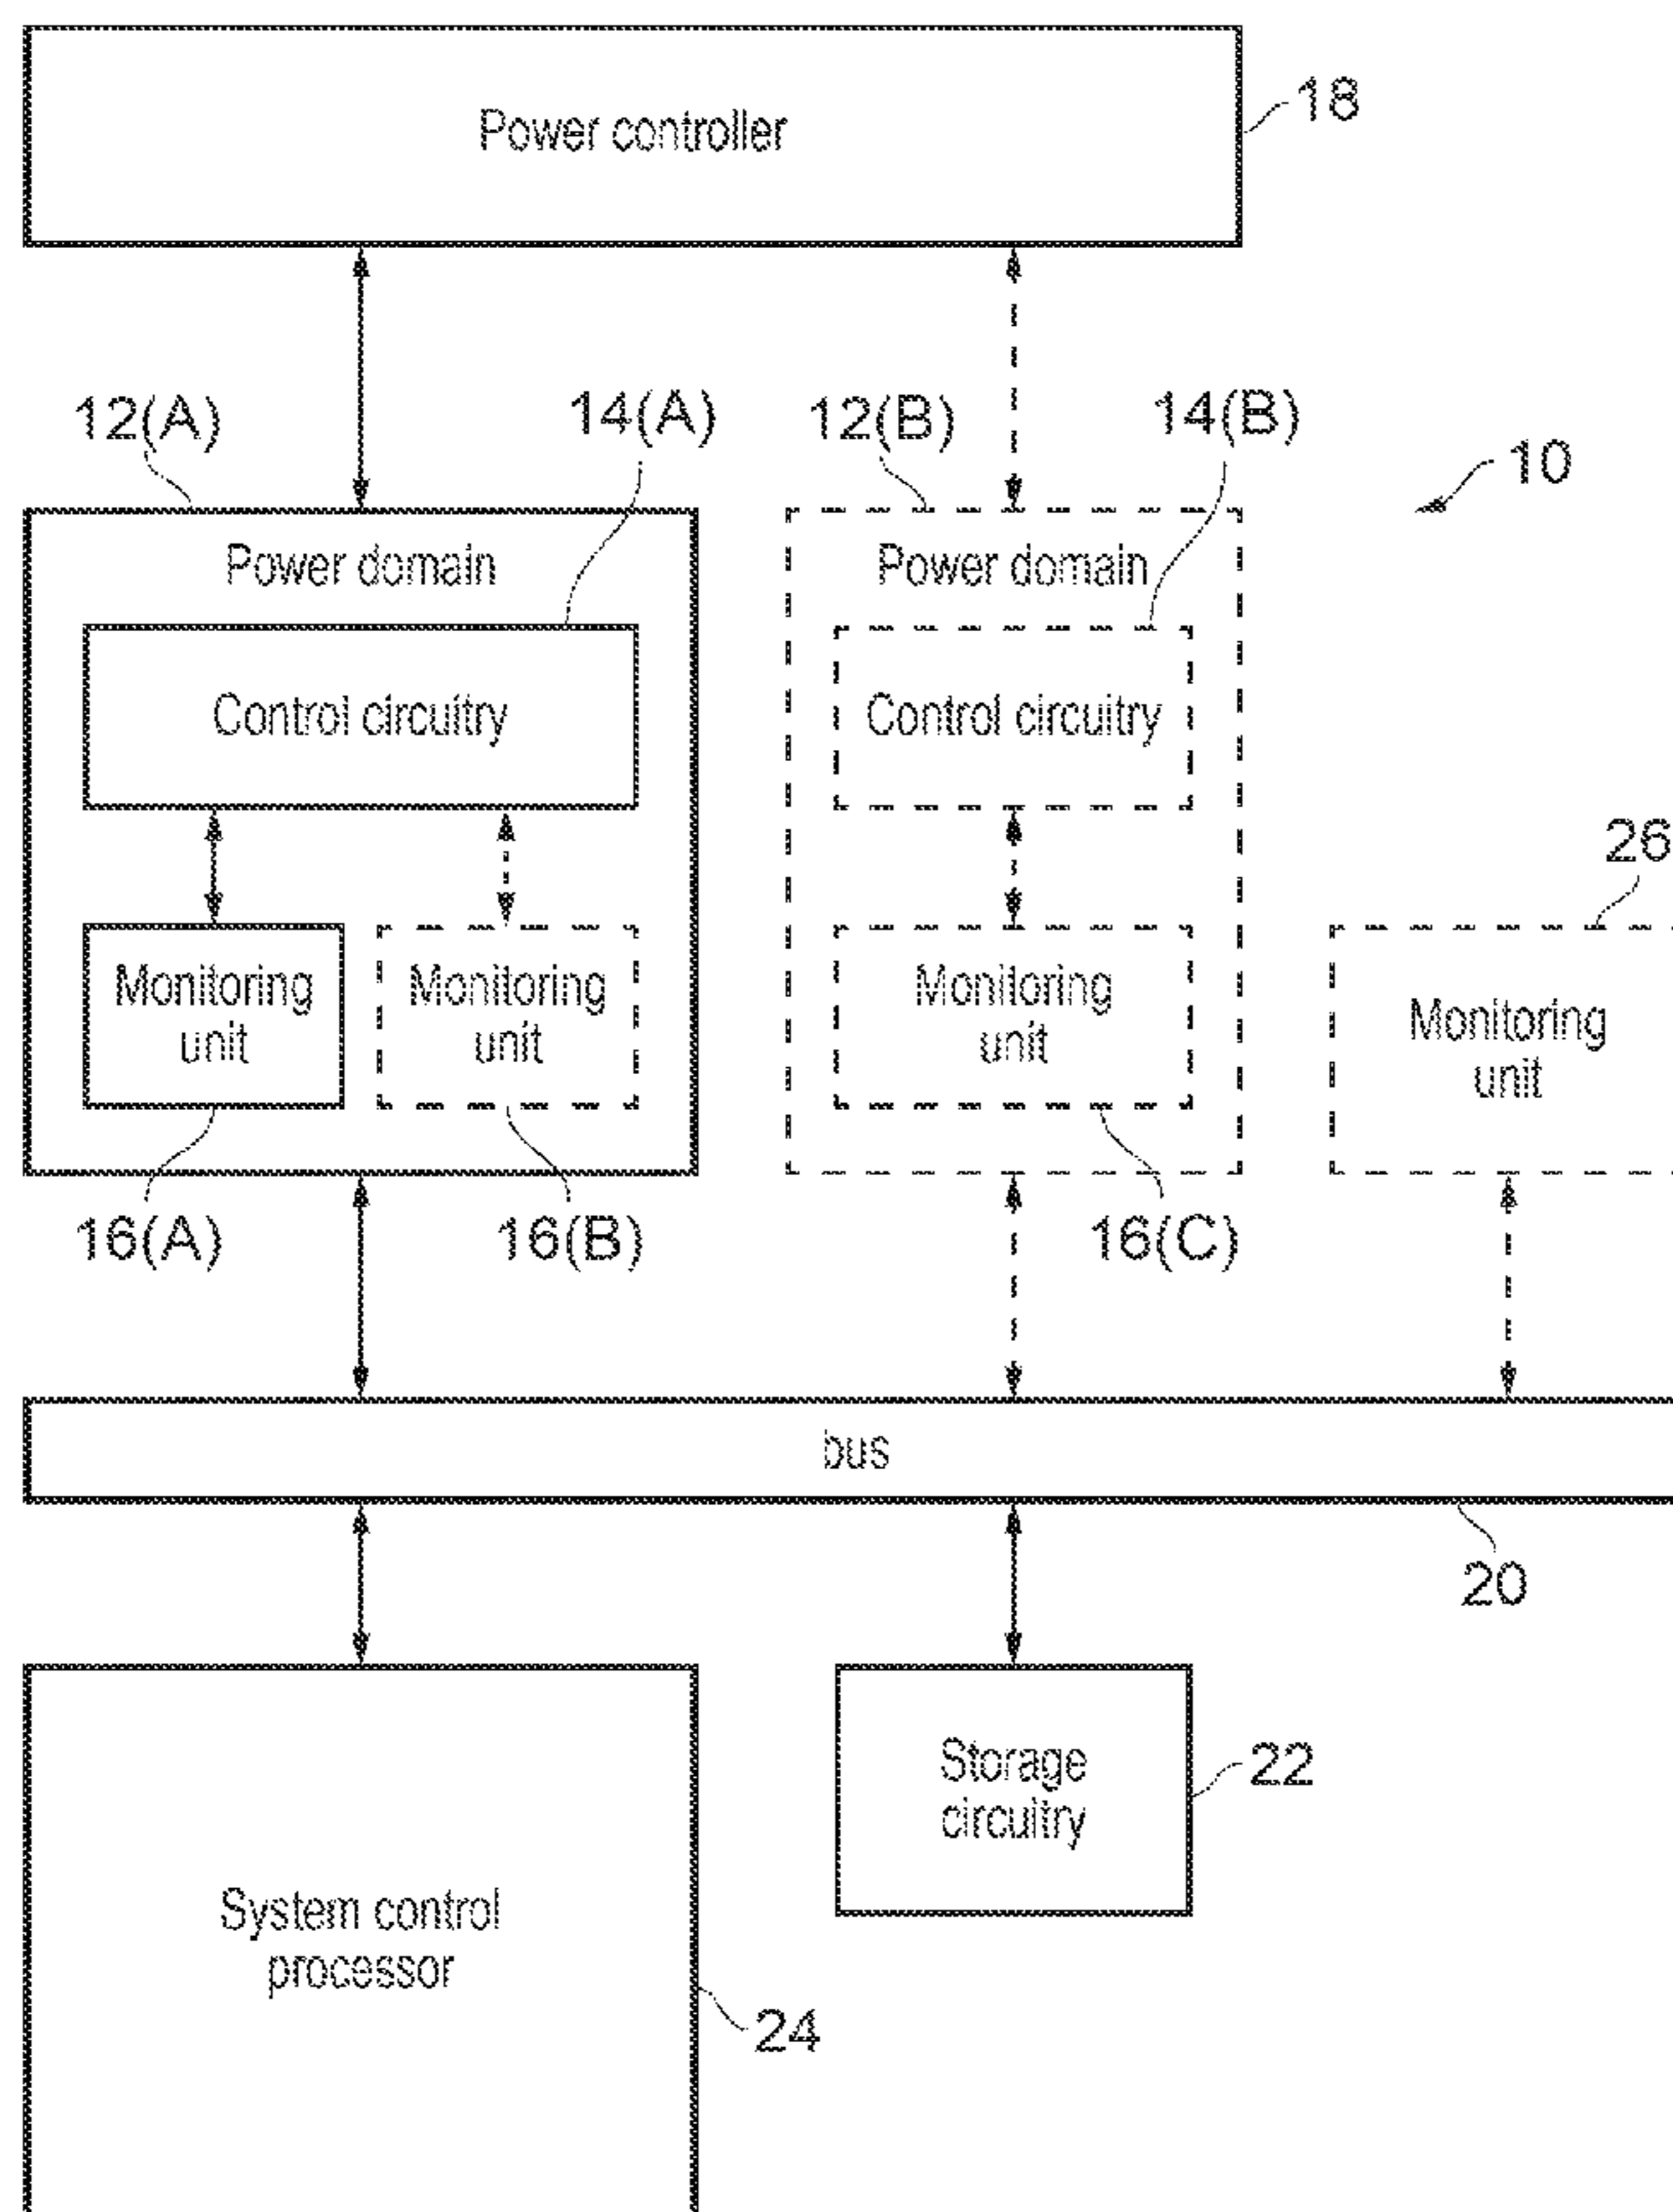 Power controller
18
12(A)
14(A)
12(B)
14(B)
10
Power domain
Power domain
Control circuitry
Control circuitry
26
Monitoring
unit
Monitoring
unit
Monitoring
unit
Monitoring
unit
16(A)
16(B)
16(C)
bus
20
Storage
circuitry
22
System control
processor
24